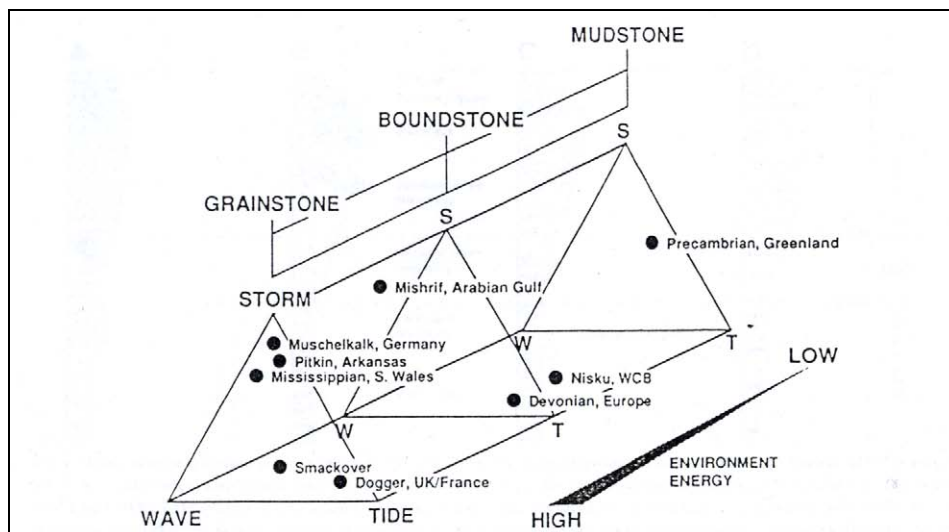 MUDSTONE
BOUNDSTONE
S
GRAINSTONE
S
Precambrian, Greenland
Mishrif, Arabian Gulf
STORM
Muschelkalk, Germany
W
T
Pitkin, Arkansas
LOW
Mississippian, S. Wales
Nisku, WCB
Devonian, Europe
W
T
Smackover
ENVIRONMENT
ENERGY
Dogger, UK/France
WAVE
TIDE
HIGH